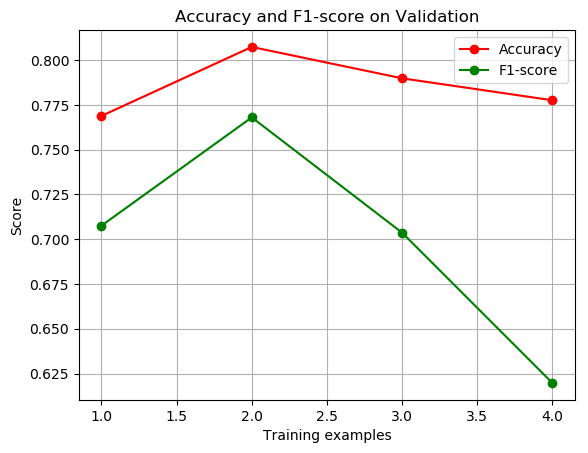 Accuracy and F1-score on Validation
Accuracy
F1-score
0.800
0.775
0.750
0.725
0.700
0.675
0.650
0.625
Score
1.0 1.5 2.0 2.5 3.0 3.5 4.0
Training examples